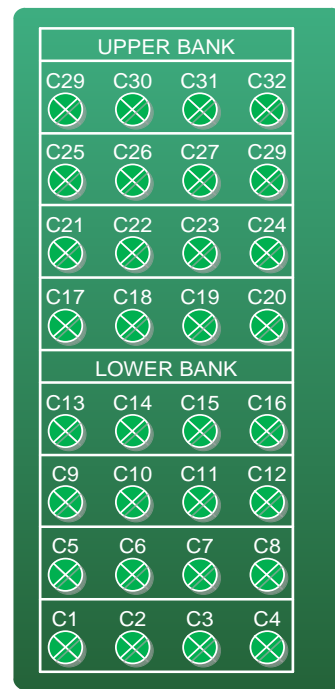 UPPER BANK
C29 C30 C31 C32
C25 C26 C27 C29
C21 C22 C23 C24
C17 C18 C19 C20
LOWER BANK
C13 C14 C15 C16
C9 C10 C11 C12
C5 C6 C7 C8
C1 C2 C3 C4